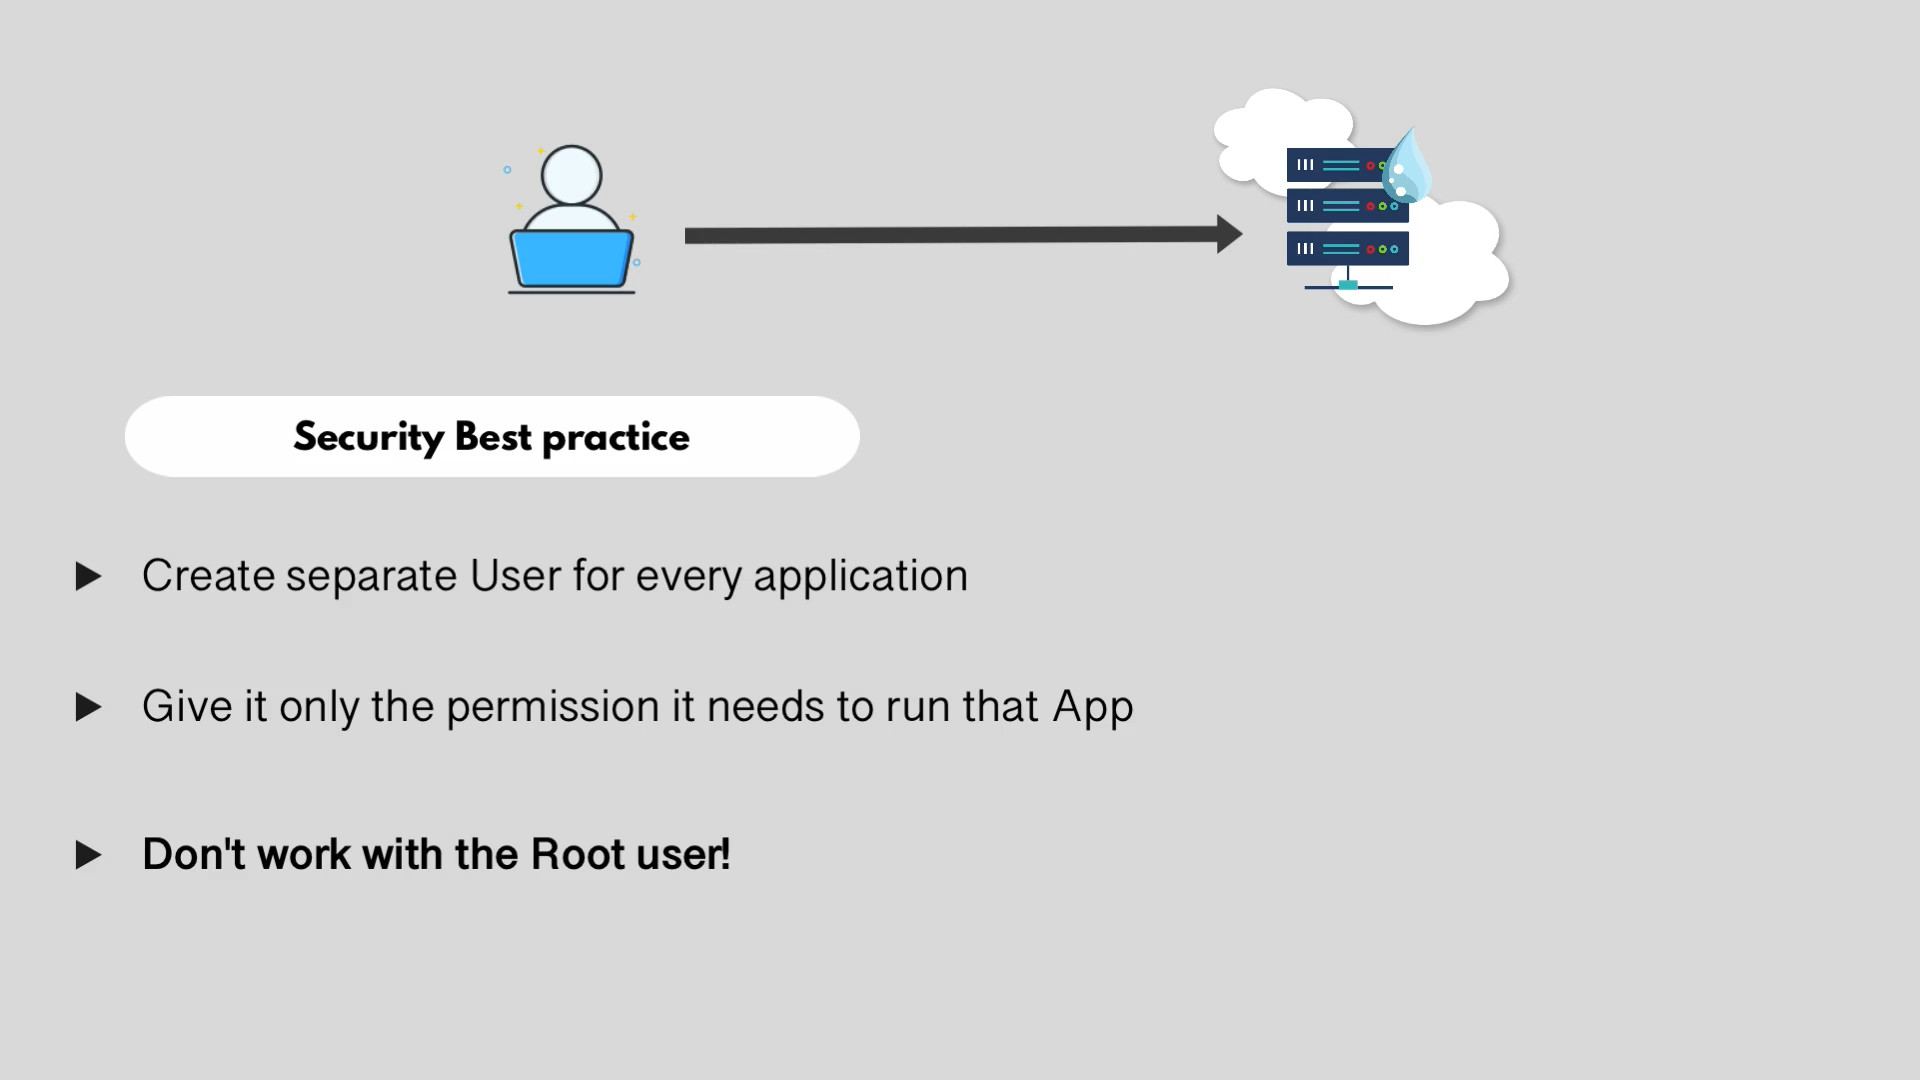 Security Best practice
Create separate User for every application
Give it only the permission it needs to run that App
Don't work with the Root user!